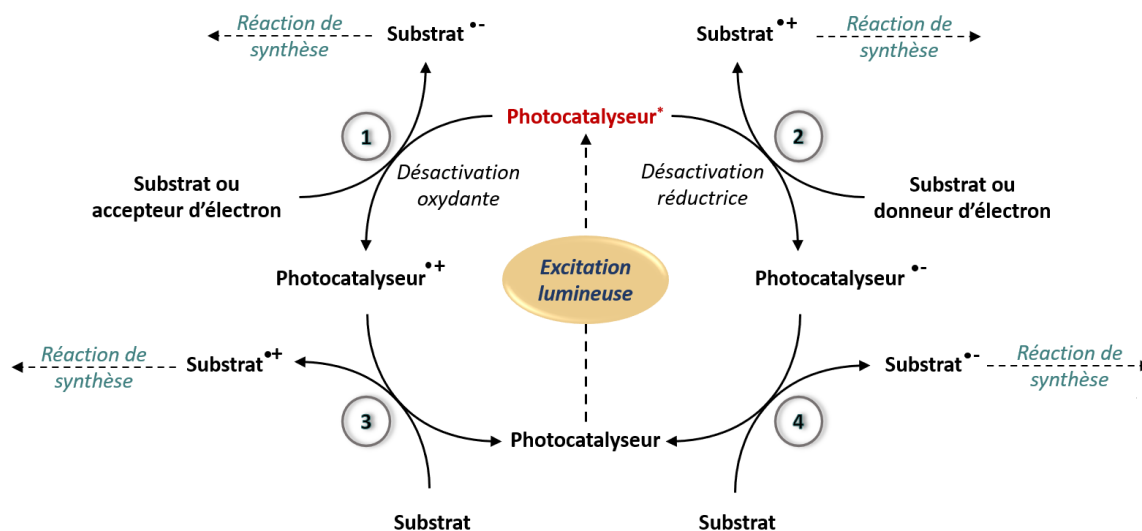 Réaction de
synthèse
Substrat •-
Substrat •+
Réaction de
synthèse
Photocatalyseur*
1
2
Désactivation
oxydante
Désactivation
réductrice
Substrat ou
accepteur d’électron
Substrat ou
donneur d’électron
Excitation
lumineuse
Photocatalyseur •+
Photocatalyseur •-
Réaction de
synthèse
Substrat •+
Substrat •-
Réaction de
synthèse
3
4
Photocatalyseur
Substrat
Substrat